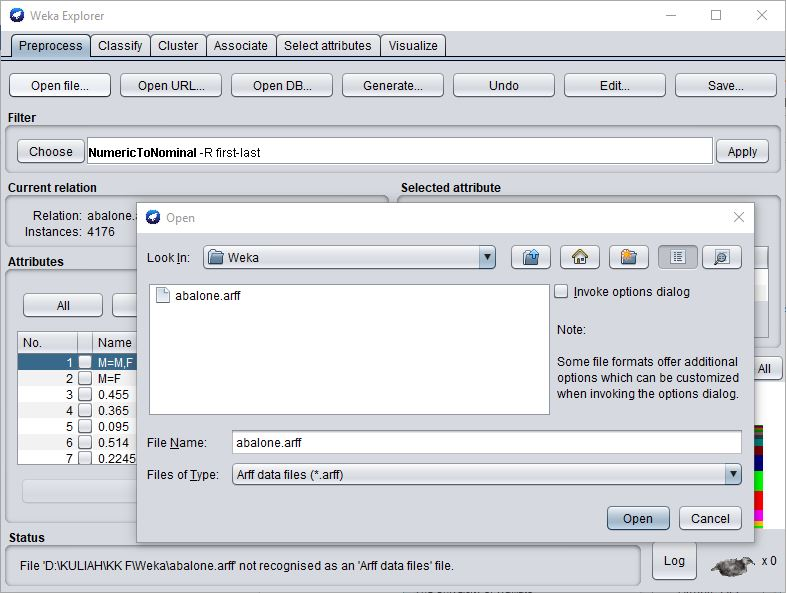 Weka Explorer
Preprocess Classify Cluster Associate Select attributes Visualize
Open file... Open URL... Open DB... Generate... Undo Edit... Save...
Filter
Choose NumericToNominal -R first-last Apply
Current relation
Relation: abalone.
Instances: 4176
Selected attribute
Attributes
All
No. Name
1 M=M,F
2 M=F
3 0.455
4 0.365
5 0.095
6 0.514
7 0.2245
All
Open
Look In: Weka
abalone.arff
Invoke options dialog
Note:
Some file formats offer additional
options which can be customized
when invoking the options dialog.
File Name: abalone.arff
Files of Type: Arff data files (*.arff)
Open Cancel
Status
File 'D:\KULIAH\KK F\Weka\abalone.arff' not recognised as an 'Arff data files' file.
Log x 0